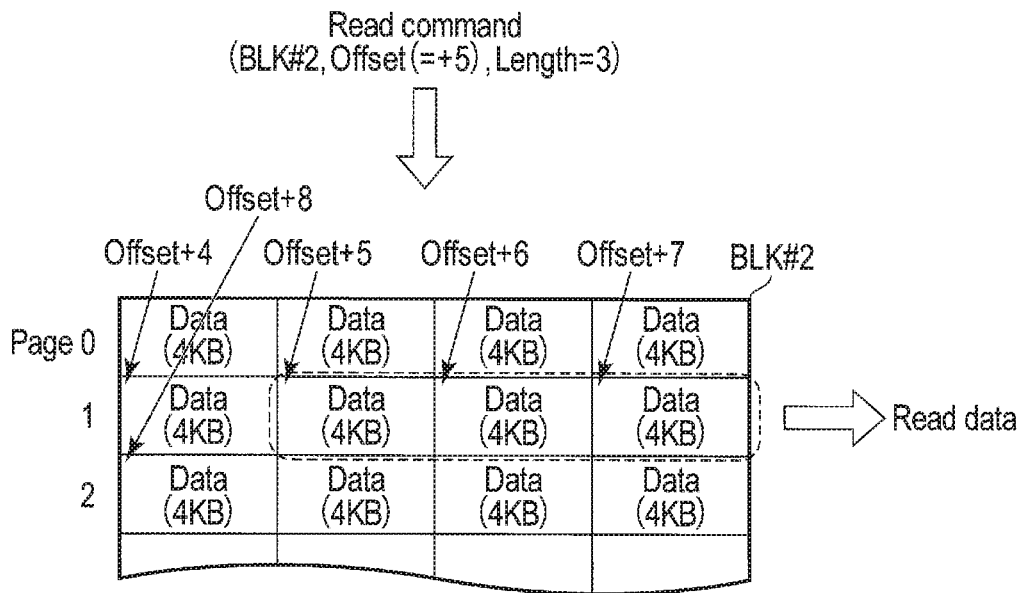 Read command
(BLK#2, Offset(=+5), Length=3)
Offset+8
Offset+4 Offset+5 Offset+6 Offset+7 BLK#2
Page 0 Data (4KB) Data (4KB) Data (4KB) Data (4KB)
1 Data (4KB) Data (4KB) Data (4KB) Data (4KB) Read data
2 Data (4KB) Data (4KB) Data (4KB) Data (4KB)